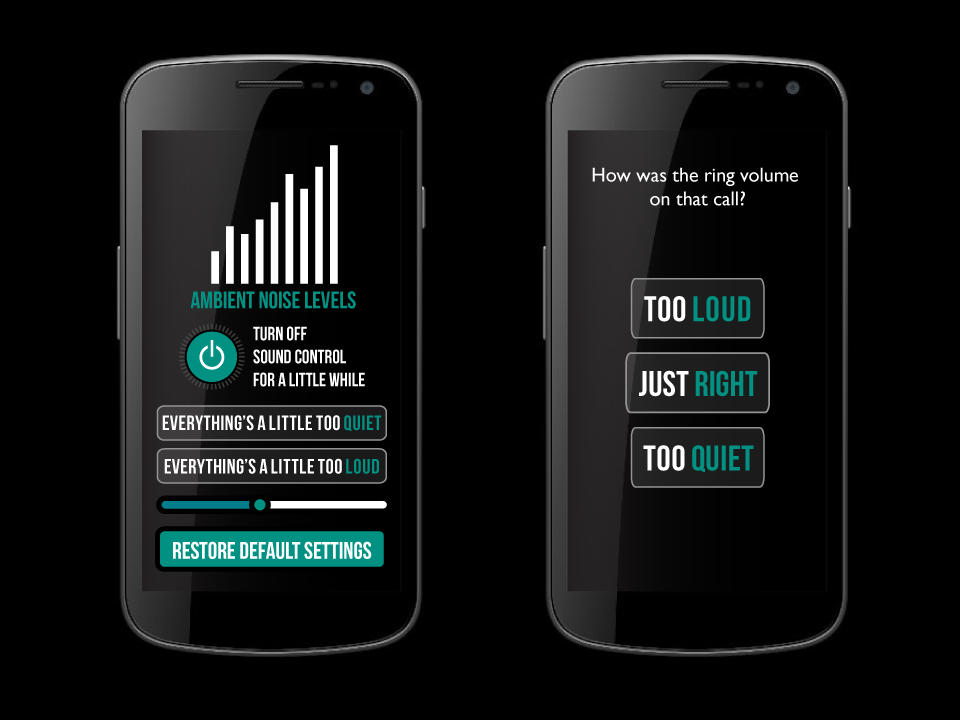 AMBIENT NOISE LEVELS
TURN OFF
SOUND CONTROL
FOR A LITTLE WHILE
EVERYTHING'S A LITTLE TOO QUIET
EVERYTHING'S A LITTLE TOO LOUD
RESTORE DEFAULT SETTINGS
How was the ring volume
on that call?
TOO LOUD
JUST RIGHT
TOO QUIET